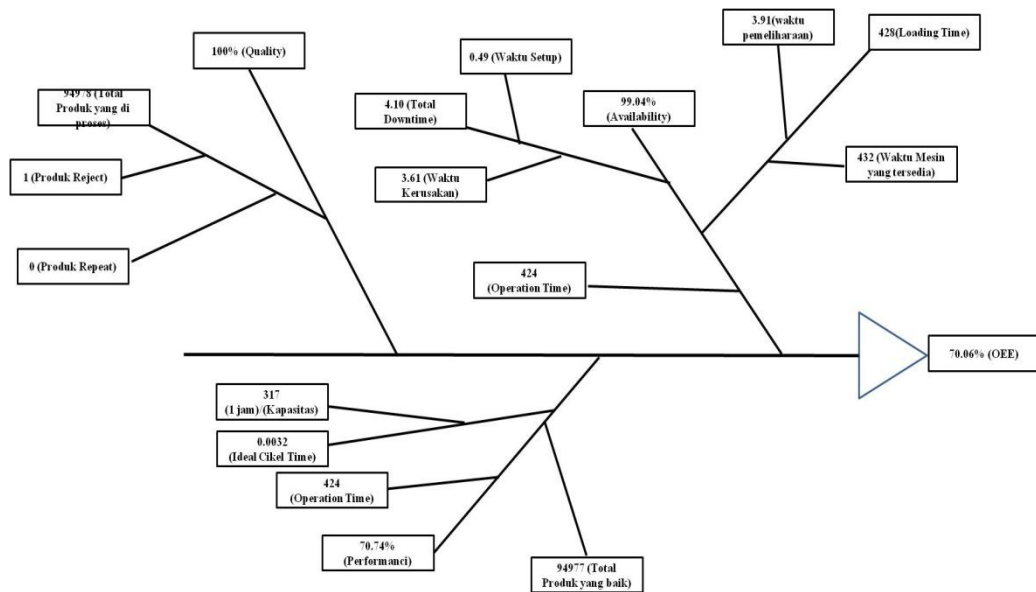 100% (Quality)
94978 (Total
Produk yang di
proses)
1 (Produk Reject)
0 (Produk Repeat)
0.49 (Waktu Setup)
4.10 (Total
Downtime)
3.61 (Waktu
Kerusakan)
99.04%
(Availability)
3.91(waktu
pemeliharaan)
428(Loading Time)
432 (Waktu Mesin
yang tersedia)
424
(Operation Time)
70.06% (OEE)
317
(1 jam)/(Kapasitas)
0.0032
(Ideal Cikel Time)
424
(Operation Time)
70.74%
(Performanci)
94977 (Total
Produk yang baik)